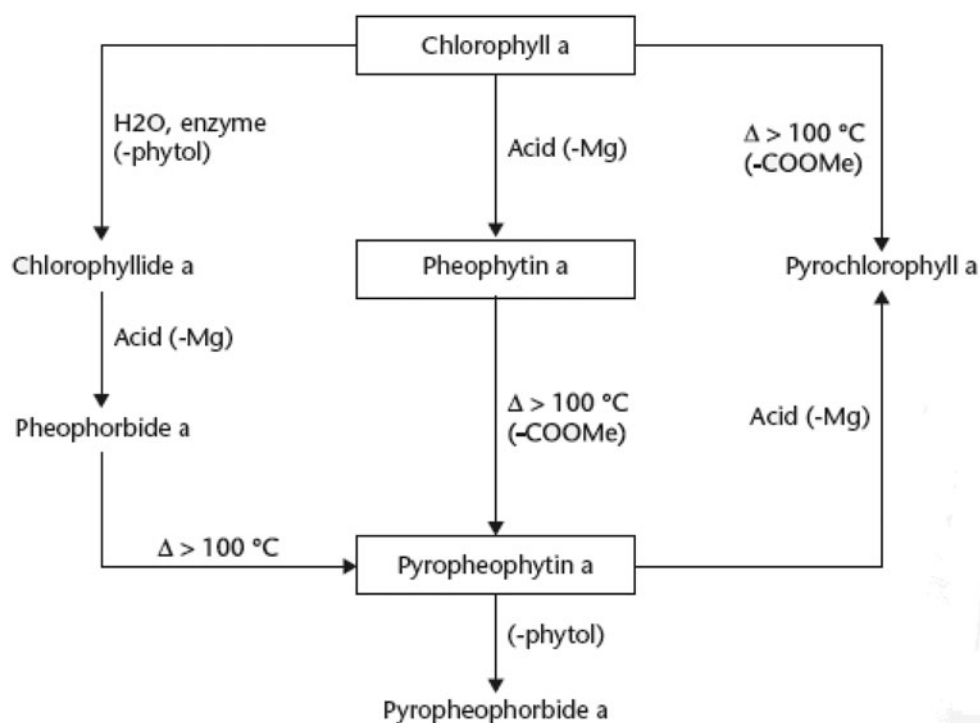 Chlorophyll a
H2O, enzyme
(-phytol)
Acid (-Mg)
Δ > 100 °C
(-COOMe)
Chlorophyllide a
Pheophytin a
Pyrochlorophyll a
Acid (-Mg)
Pheophorbide a
Δ > 100 °C
(-COOMe)
Acid (-Mg)
Δ > 100 °C
Pyropheophytin a
(-phytol)
Pyropheophorbide a